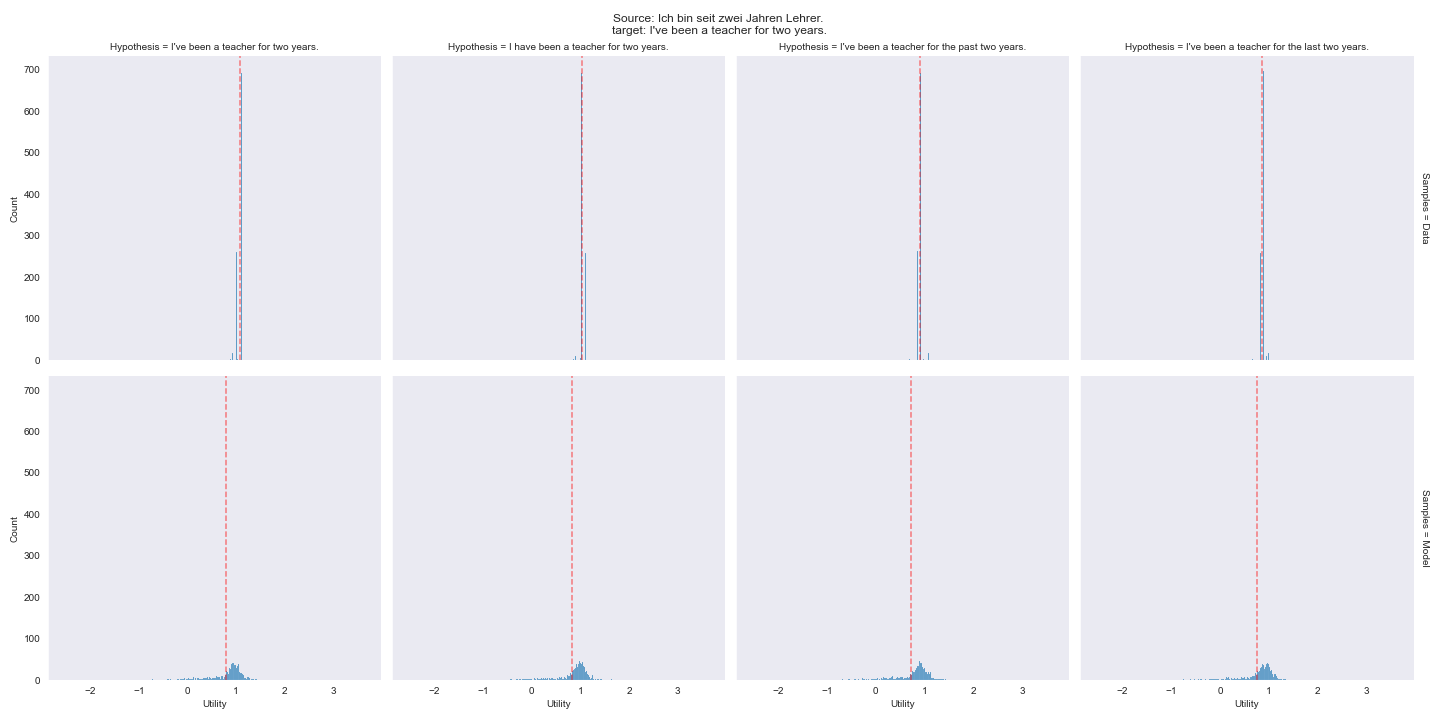 Source: Ich bin seit zwei Jahren Lehrer.
target: I've been a teacher for two years.
Hypothesis = I've been a teacher for two years.
Hypothesis = I have been a teacher for two years.
Hypothesis = I've been a teacher for the past two years.
Hypothesis = I've been a teacher for the last two years.
700
600
500
400
300
200
100
0
Count
Samples = Data
700
600
500
400
300
200
100
0
Count
Samples = Model
−2 −1 0 1 2 3
Utility
−2 −1 0 1 2 3
Utility
−2 −1 0 1 2 3
Utility
−2 −1 0 1 2 3
Utility